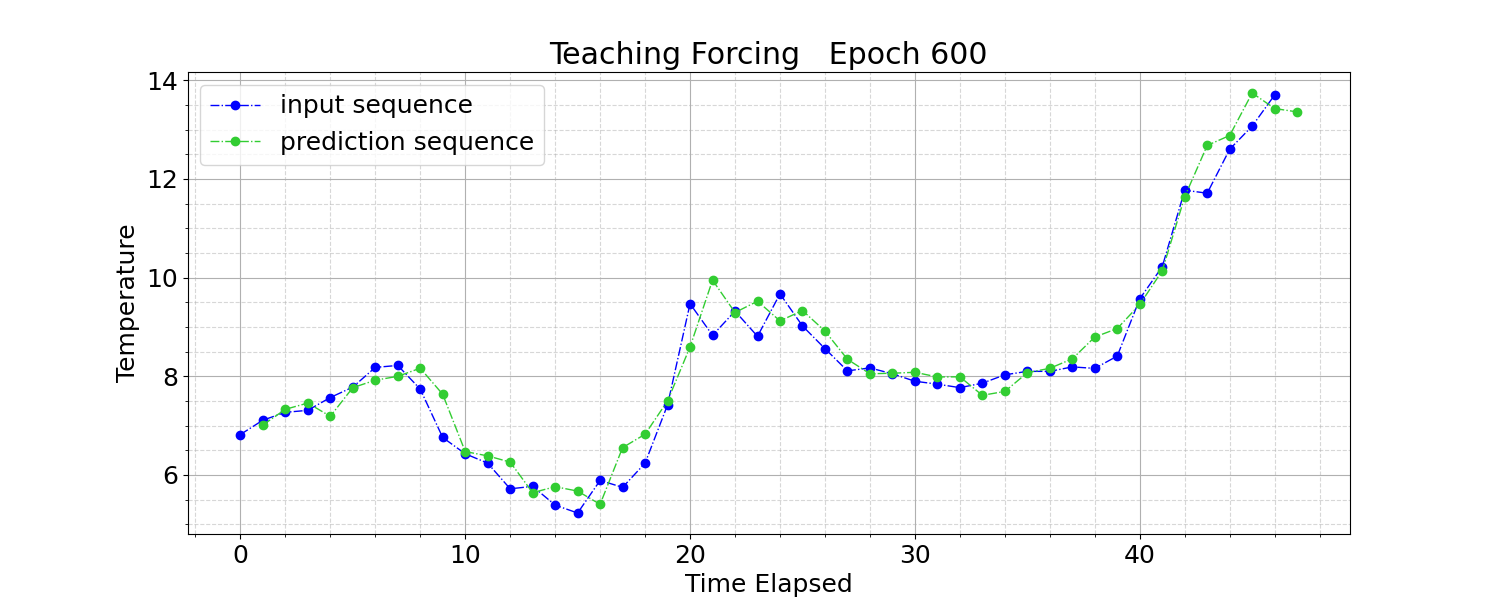 Teaching Forcing   Epoch 600
input sequence
prediction sequence
Temperature
14
12
10
8
6
0 10 20 30 40
Time Elapsed